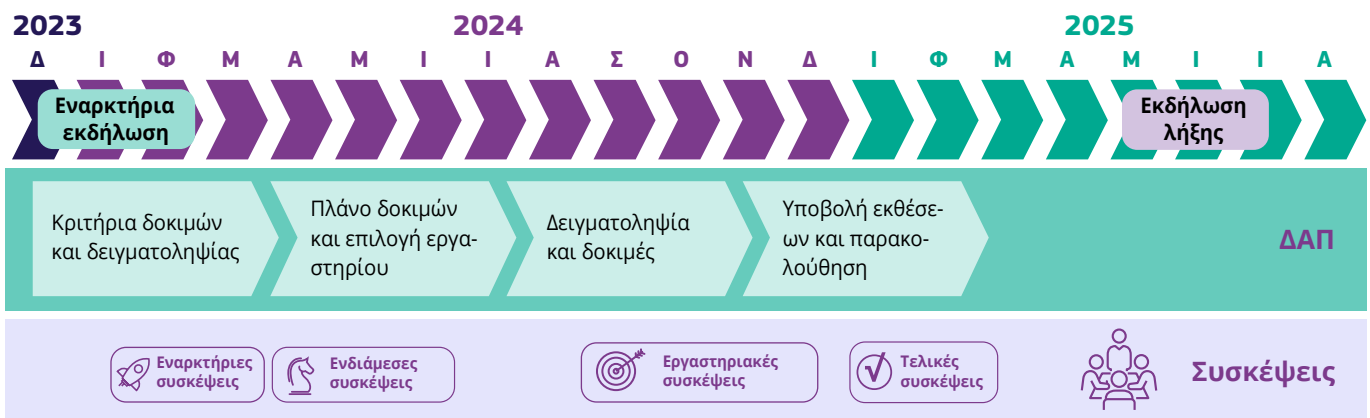 2023 2024 2025
Δ Ι Φ Μ Α Μ Ι Ι Α Σ Ο Ν Δ Ι Φ Μ Α Μ Ι Ι Α
Εναρκτήρια
εκδήλωση
Εκδήλωση
λήξης
Κριτήρια δοκιμών
και δειγματοληψίας
Πλάνο δοκιμών
και επιλογή εργα-
στηρίου
Δειγματοληψία
και δοκιμές
Υποβολή εκθέσε-
ων και παρακο-
λούθηση
ΔΑΠ
Εναρκτήριες
συσκέψεις
Ενδιάμεσες
συσκέψεις
Εργαστηριακές
συσκέψεις
Τελικές
συσκέψεις
Συσκέψεις